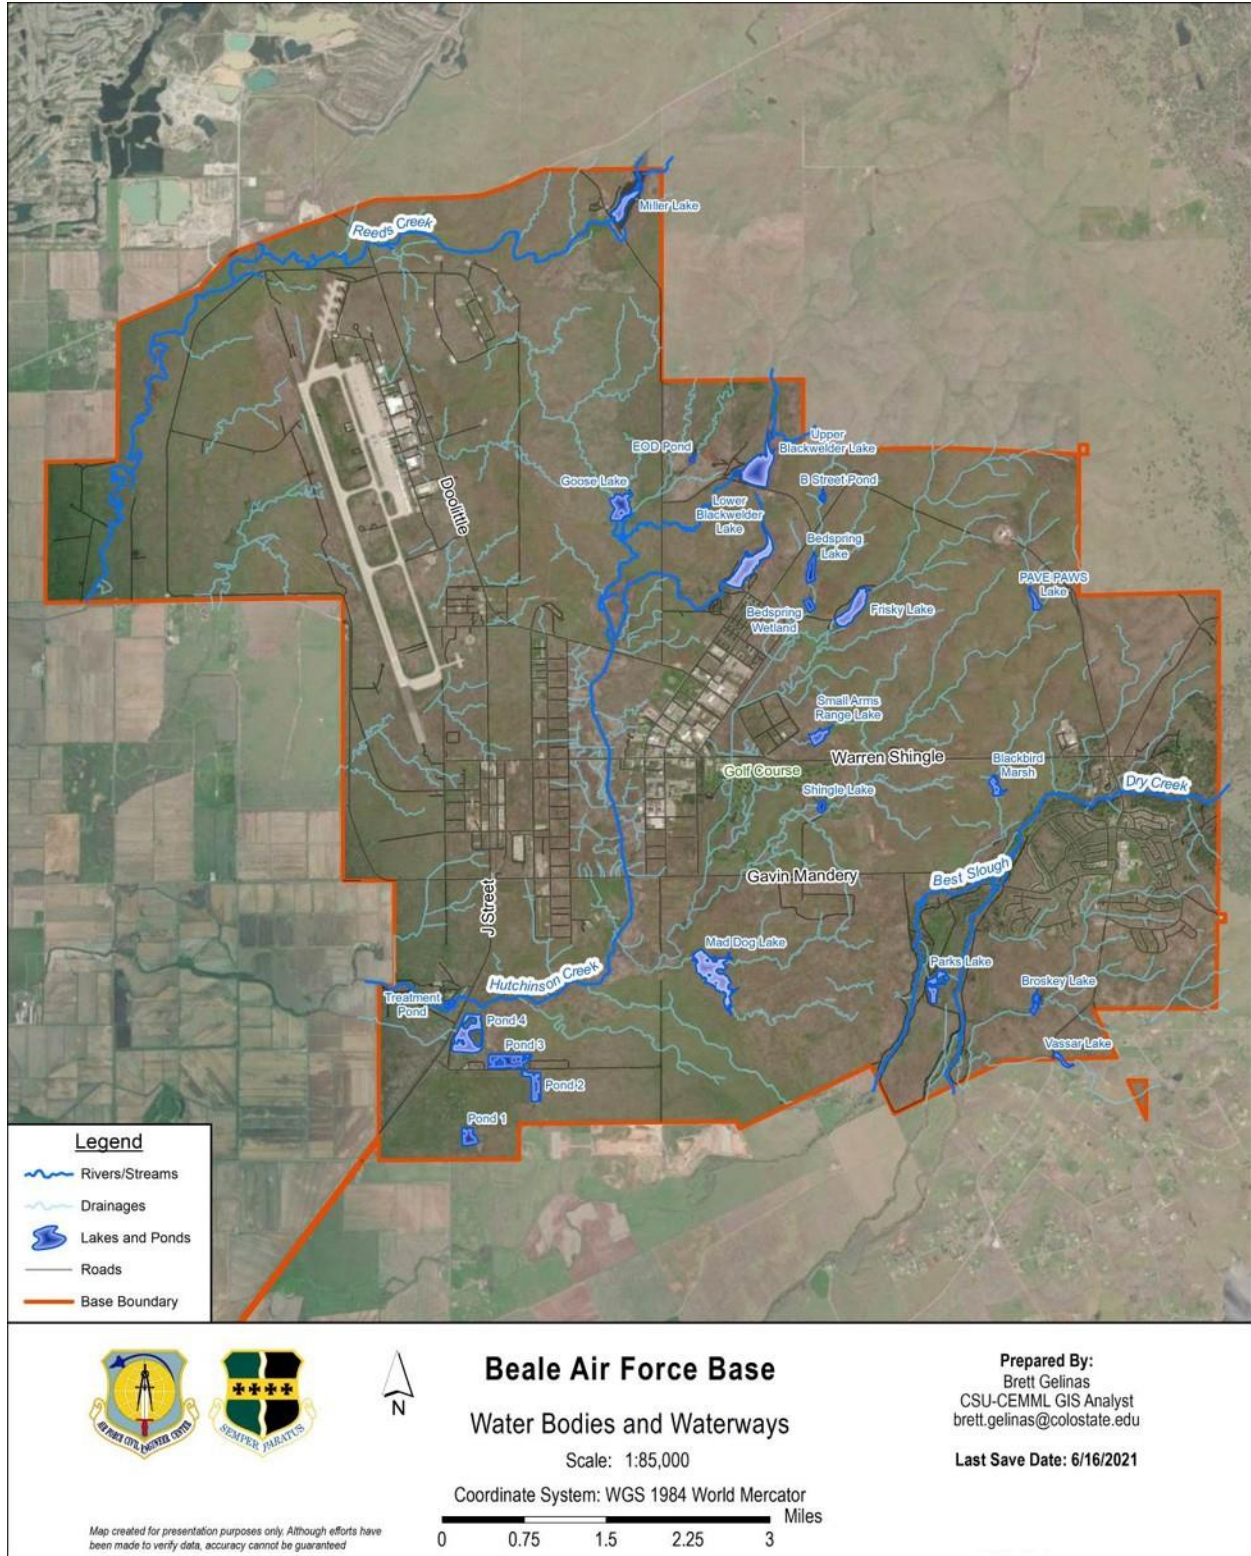 Reeds Creek
Miller Lake
EOD Pond
Upper
Blackwelder Lake
Goose Lake
B Street Pond
Lower
Blackwelder
Lake
Doolittle
Bedspring
Lake
PAVE PAWS
Lake
Bedspring
Wetland
Frisky Lake
Small Arms
Range Lake
Warren Shingle
Golf Course
Blackbird
Marsh
Shingle Lake
Dry Creek
Gavin Mandery
Best Slough
J Street
Mad Dog Lake
Parks Lake
Hutchinson Creek
Broskey Lake
Treatment
Pond
Pond 4
Pond 3
Vassar Lake
Pond 2
Pond 1
Legend
Rivers/Streams
Drainages
Lakes and Ponds
Roads
Base Boundary
AIR FORCE CIVIL ENGINEER CENTER
SEMPER PARATUS
N
Beale Air Force Base
Water Bodies and Waterways
Scale: 1:85,000
Coordinate System: WGS 1984 World Mercator
Miles
0 0.75 1.5 2.25 3
Prepared By:
Brett Gelinas
CSU-CEMML GIS Analyst
brett.gelinas@colostate.edu
Last Save Date: 6/16/2021
Map created for presentation purposes only. Although efforts have
been made to verify data, accuracy cannot be guaranteed